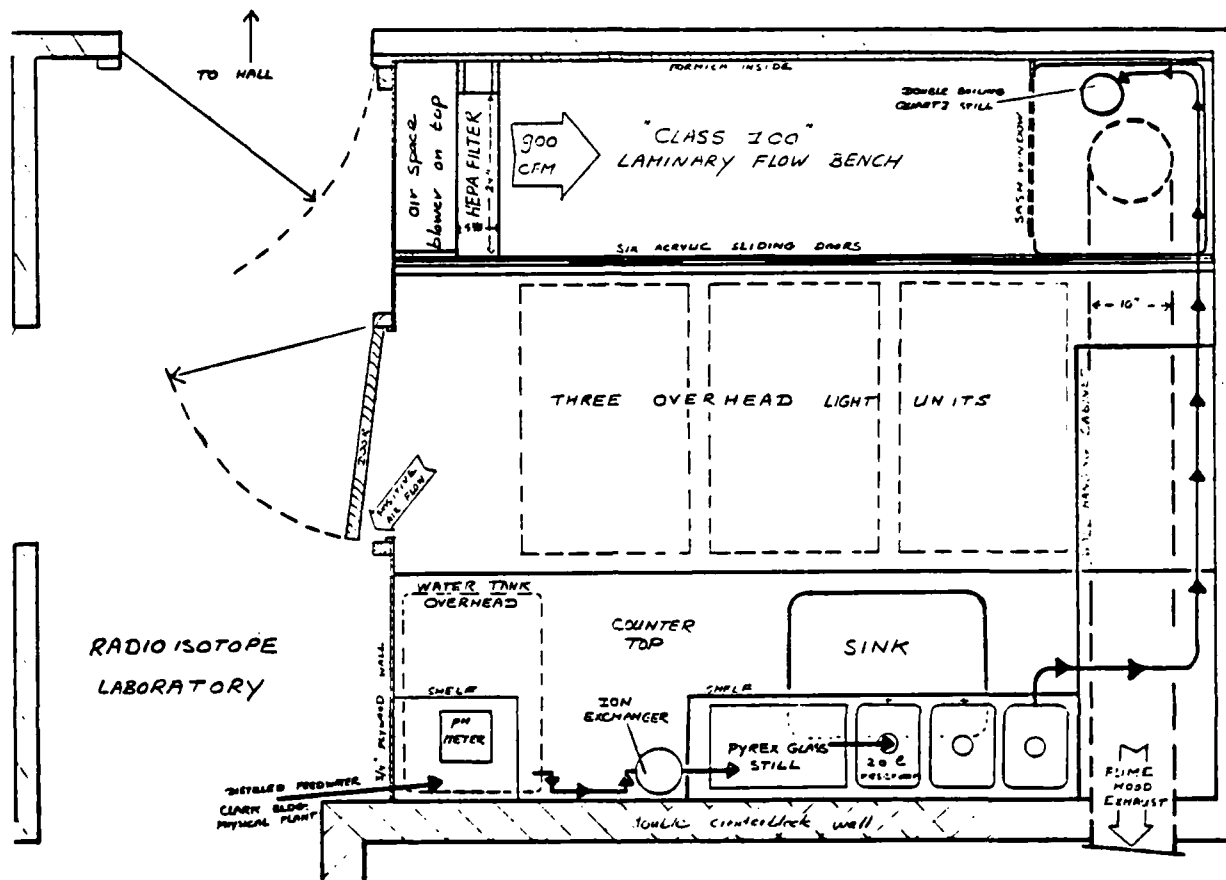 TO HALL
FORMICA INSIDE
air Space
blower on top
HEPA FILTER
24"
900
CFM
"CLASS 100"
LAMINARY FLOW BENCH
SASH WINDOW
DOUBLE BOILING
QUARTZ STILL
SIX ACRYLIC SLIDING DOORS
10"
THREE OVERHEAD LIGHT UNITS
CABINET
DOOR
POSITIVE
AIR FLOW
WATER TANK
OVERHEAD
COUNTER
TOP
SINK
RADIOISOTOPE
LABORATORY
3/4" PLYWOOD WALL
SHELF
PH
METER
ION
EXCHANGER
SHELF
PYREX GLASS
STILL
20 l
DISTILLED FEEDWATER
CLARK BLDG.
PHYSICAL PLANT
FUME
HOOD
EXHAUST
wall